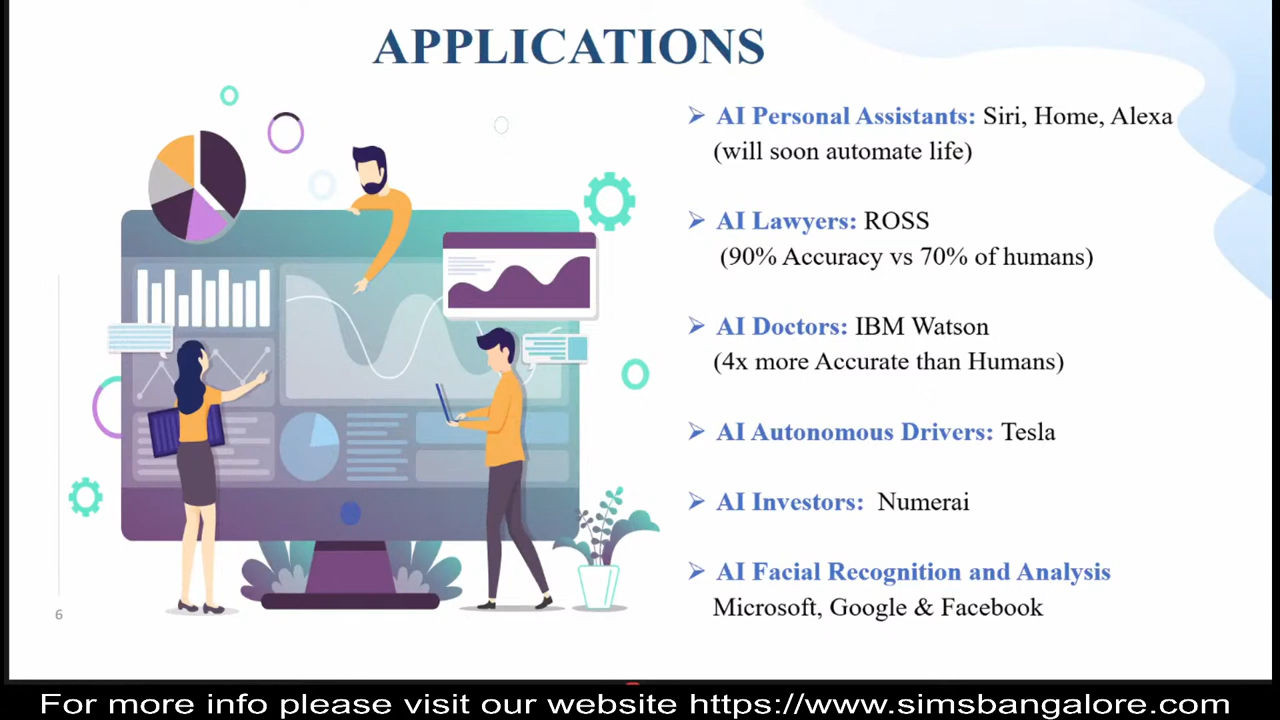 APPLICATIONS
➢ AI Personal Assistants: Siri, Home, Alexa
(will soon automate life)
➢ AI Lawyers: ROSS
(90% Accuracy vs 70% of humans)
➢ AI Doctors: IBM Watson
(4x more Accurate than Humans)
➢ AI Autonomous Drivers: Tesla
➢ AI Investors: Numerai
➢ AI Facial Recognition and Analysis
Microsoft, Google & Facebook
6
For more info please visit our website https://www.simsbangalore.com